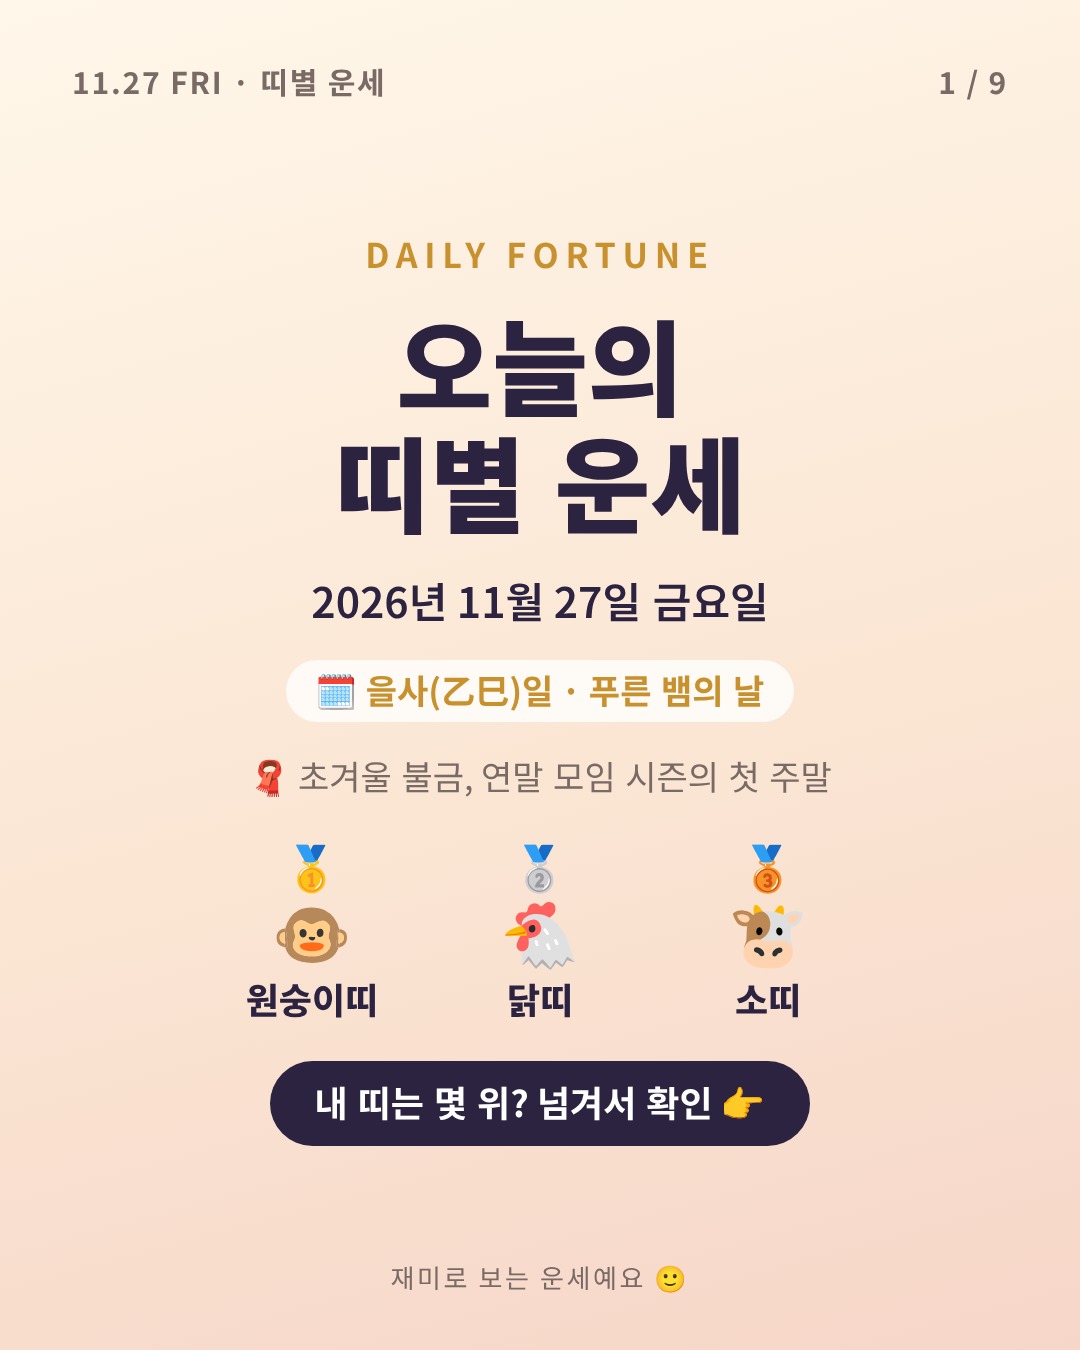 11.27 FRI · 띠별 운세
1 / 9
DAILY FORTUNE
오늘의
띠별 운세
2026년 11월 27일 금요일
을사(乙巳)일 · 푸른 뱀의 날
초겨울 불금, 연말 모임 시즌의 첫 주말
1 2 3
원숭이띠 닭띠 소띠
내 띠는 몇 위? 넘겨서 확인
재미로 보는 운세예요